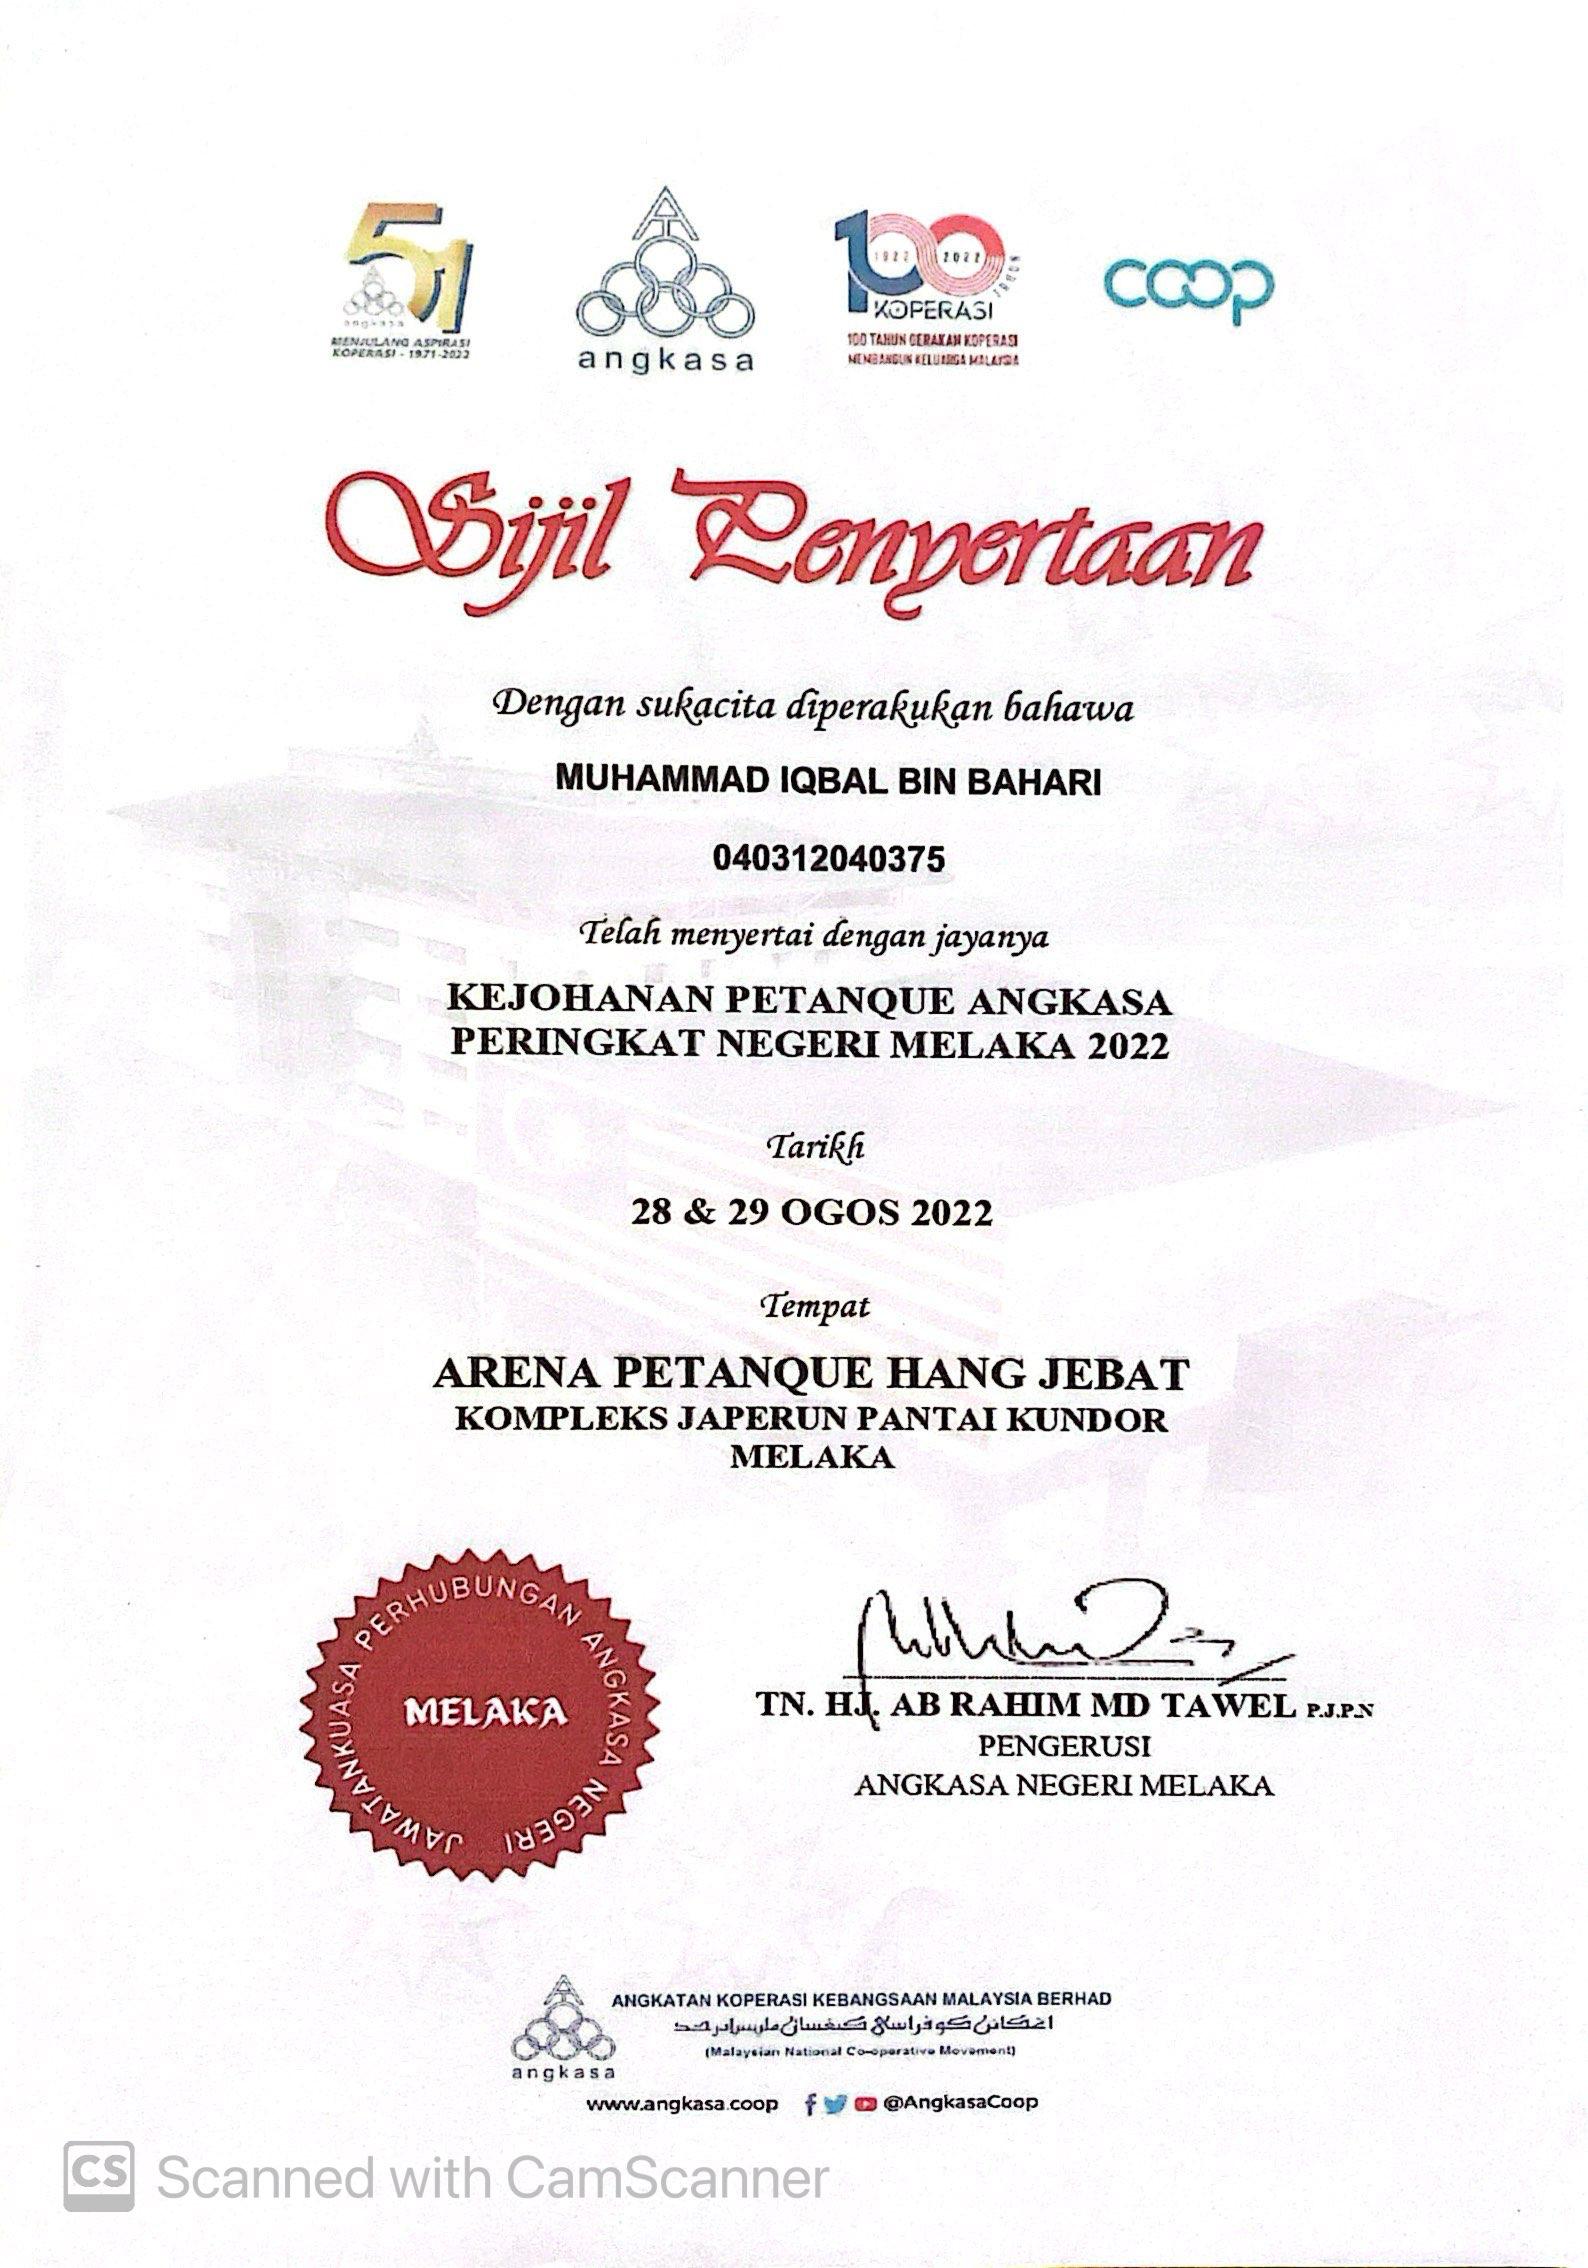 51
angkasa
MENJULANG ASPIRASI
KOPERASI - 1971-2022
angkasa
100
1922 2022
TAHUN
KOPERASI
100 TAHUN GERAKAN KOPERASI
MEMBANGUN KELUARGA MALAYSIA
coop
Sijil Penyertaan
Dengan sukacita diperakukan bahawa
MUHAMMAD IQBAL BIN BAHARI
040312040375
Telah menyertai dengan jayanya
KEJOHANAN PETANQUE ANGKASA
PERINGKAT NEGERI MELAKA 2022
Tarikh
28 & 29 OGOS 2022
Tempat
ARENA PETANQUE HANG JEBAT
KOMPLEKS JAPERUN PANTAI KUNDOR
MELAKA
JAWATANKUASA PERHUBUNGAN ANGKASA NEGERI
MELAKA
TN. HJ. AB RAHIM MD TAWEL P.J.P.N
PENGERUSI
ANGKASA NEGERI MELAKA
angkasa
ANGKATAN KOPERASI KEBANGSAAN MALAYSIA BERHAD
(Malaysian National Co-operative Movement)
www.angkasa.coop @AngkasaCoop
CS Scanned with CamScanner